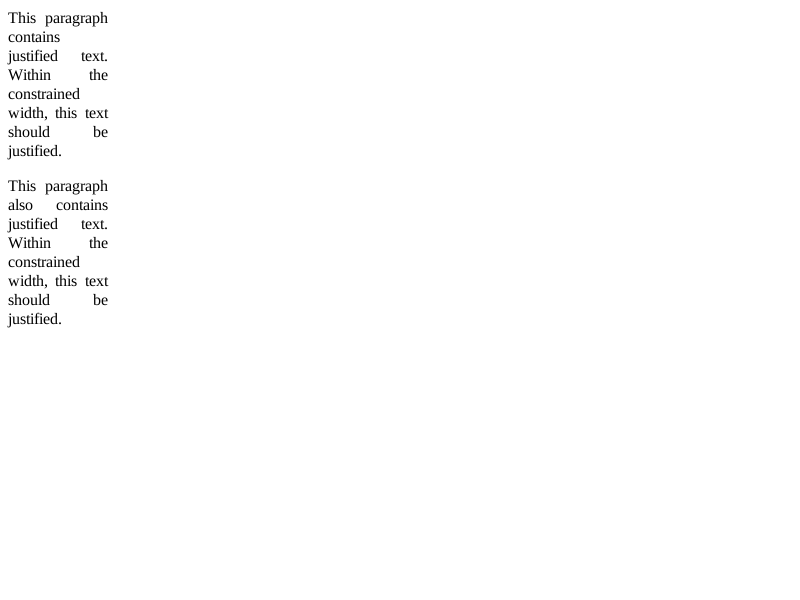 This paragraph
contains
justified text.
Within the
constrained
width, this text
should be
justified.
This paragraph
also contains
justified text.
Within the
constrained
width, this text
should be
justified.